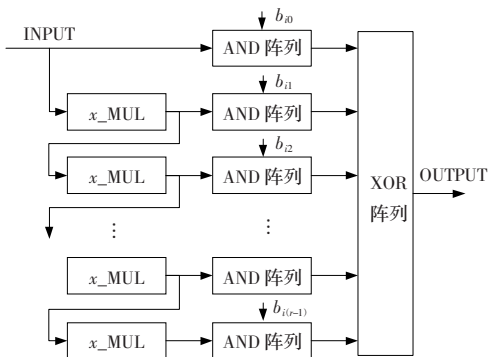 b_{i0}
INPUT
AND 阵列
b_{i1}
x_MUL
AND 阵列
b_{i2}
x_MUL
AND 阵列
XOR
阵列
OUTPUT
⋮
⋮
x_MUL
AND 阵列
b_{i(r-1)}
x_MUL
AND 阵列